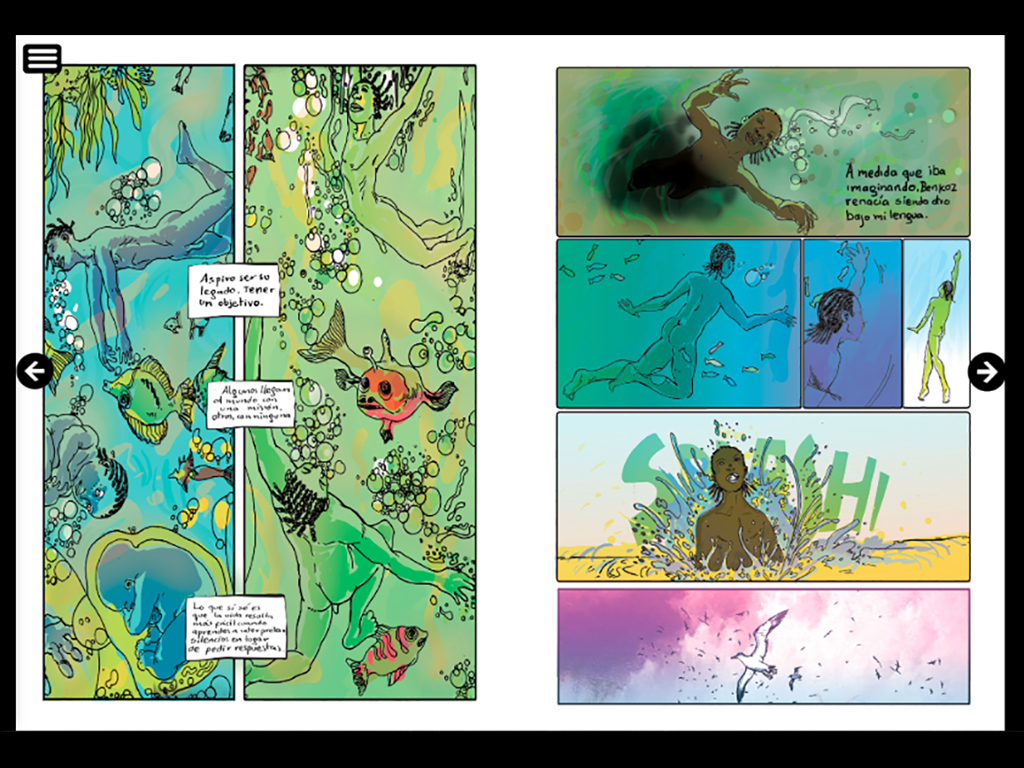 Aspiro ser su
legado. Tener
un objetivo.
Algunos llegan
al mundo con
una misión,
otros, con ninguna
Lo que sí sé es
que la vida resulta
más fácil cuando
aprendes a interpretar
silencios en lugar
de pedir respuestas.
A medida que iba
imaginando, Benkoz
renacía siendo otro
bajo mi lengua.
SPLASH!